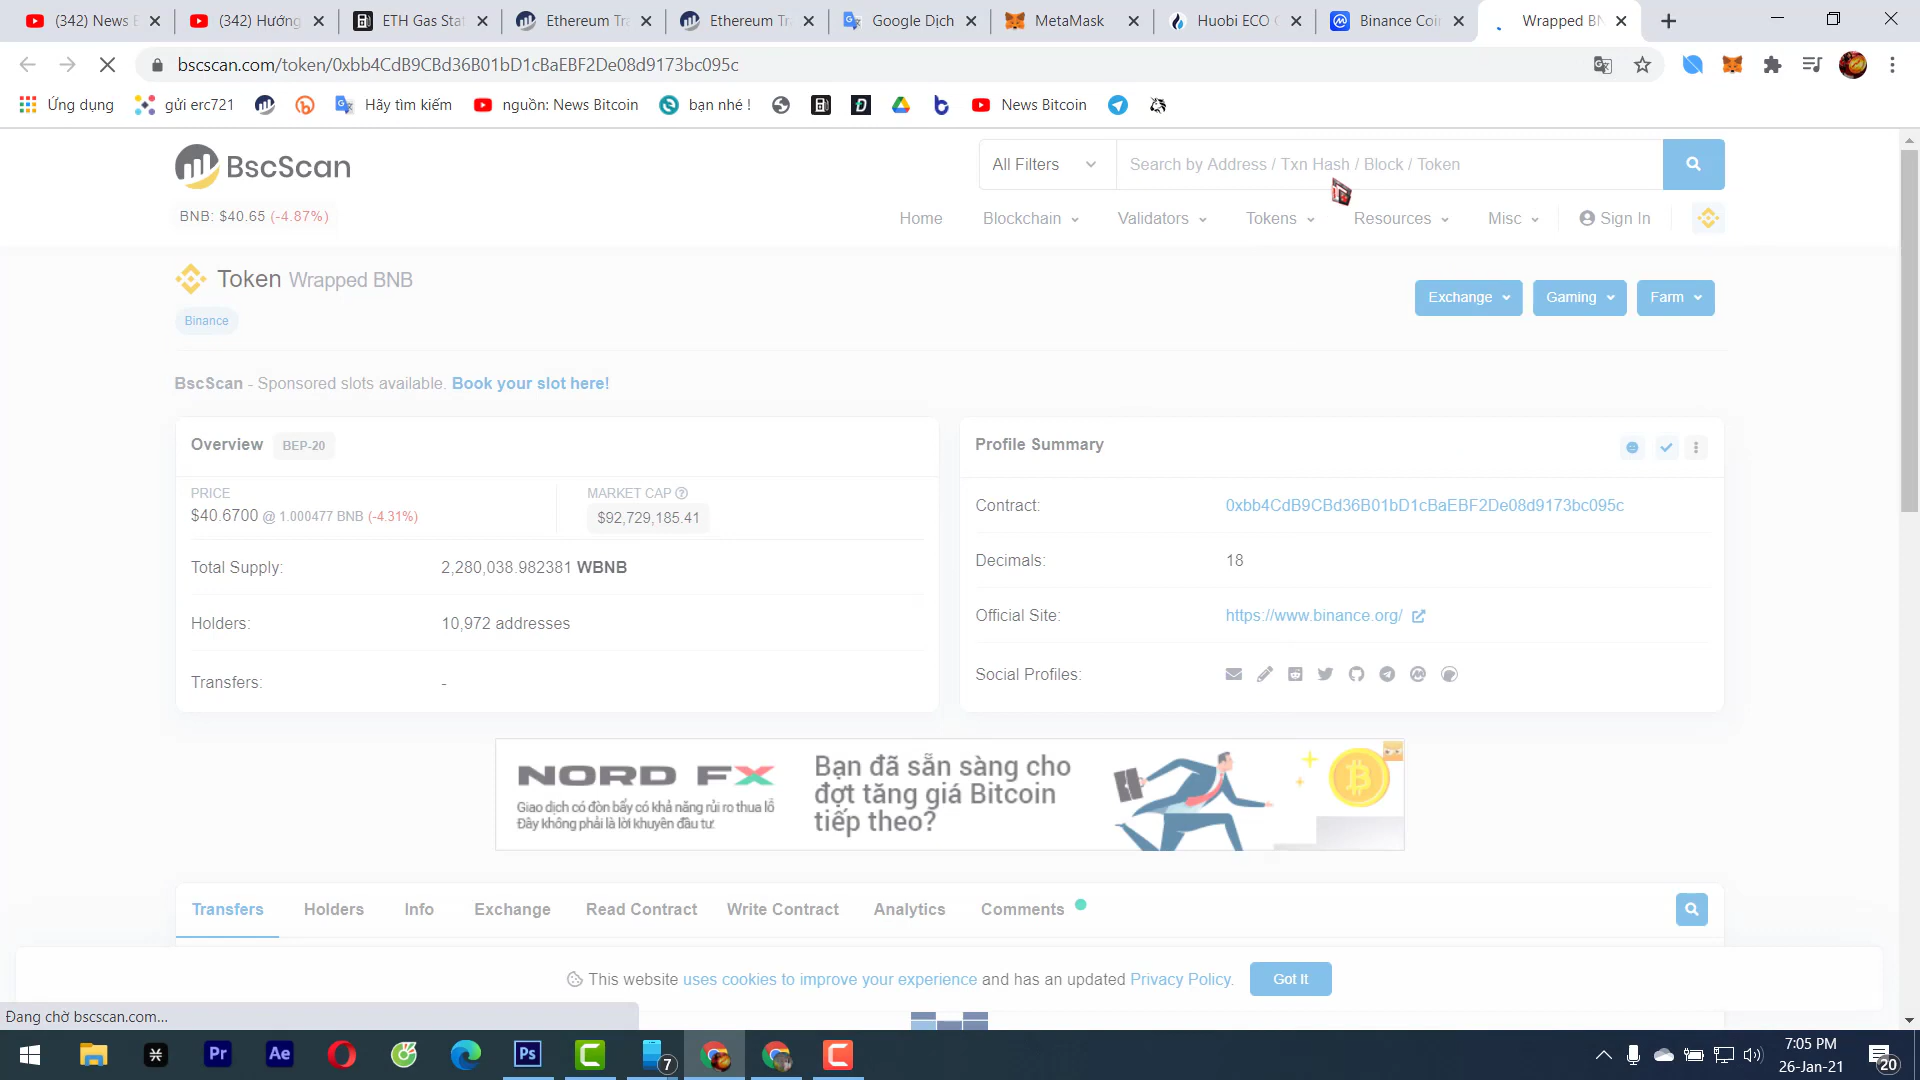 (342) News E
(342) Hướng
ETH Gas Stat
Ethereum Tra
Ethereum Tra
Google Dịch
MetaMask
Huobi ECO C
Binance Coin
Wrapped BN
bscscan.com/token/0xbb4CdB9CBd36B01bD1cBaEBF2De08d9173bc095c
Ứng dụng
gửi erc721
Hãy tìm kiếm
nguồn: News Bitcoin
bạn nhé !
News Bitcoin
BscScan
All Filters
Search by Address / Txn Hash / Block / Token
BNB: $40.65 (-4.87%)
Home
Blockchain
Validators
Tokens
Resources
Misc
Sign In
Token Wrapped BNB
Binance
Exchange
Gaming
Farm
BscScan - Sponsored slots available. Book your slot here!
Overview BEP-20
PRICE
$40.6700 @ 1.000477 BNB (-4.31%)
MARKET CAP
$92,729,185.41
Total Supply: 2,280,038.982381 WBNB
Holders: 10,972 addresses
Transfers: -
Profile Summary
Contract: 0xbb4CdB9CBd36B01bD1cBaEBF2De08d9173bc095c
Decimals: 18
Official Site: https://www.binance.org/
Social Profiles:
NORD FX
Giao dịch có đòn bẩy có khả năng rủi ro thua lỗ
Đây không phải là lời khuyên đầu tư.
Bạn đã sẵn sàng cho
đợt tăng giá Bitcoin
tiếp theo?
Transfers
Holders
Info
Exchange
Read Contract
Write Contract
Analytics
Comments
This website uses cookies to improve your experience and has an updated Privacy Policy.
Got It
Đang chờ bscscan.com...
Pr
Ae
Ps
7
7:05 PM
26-Jan-21
20